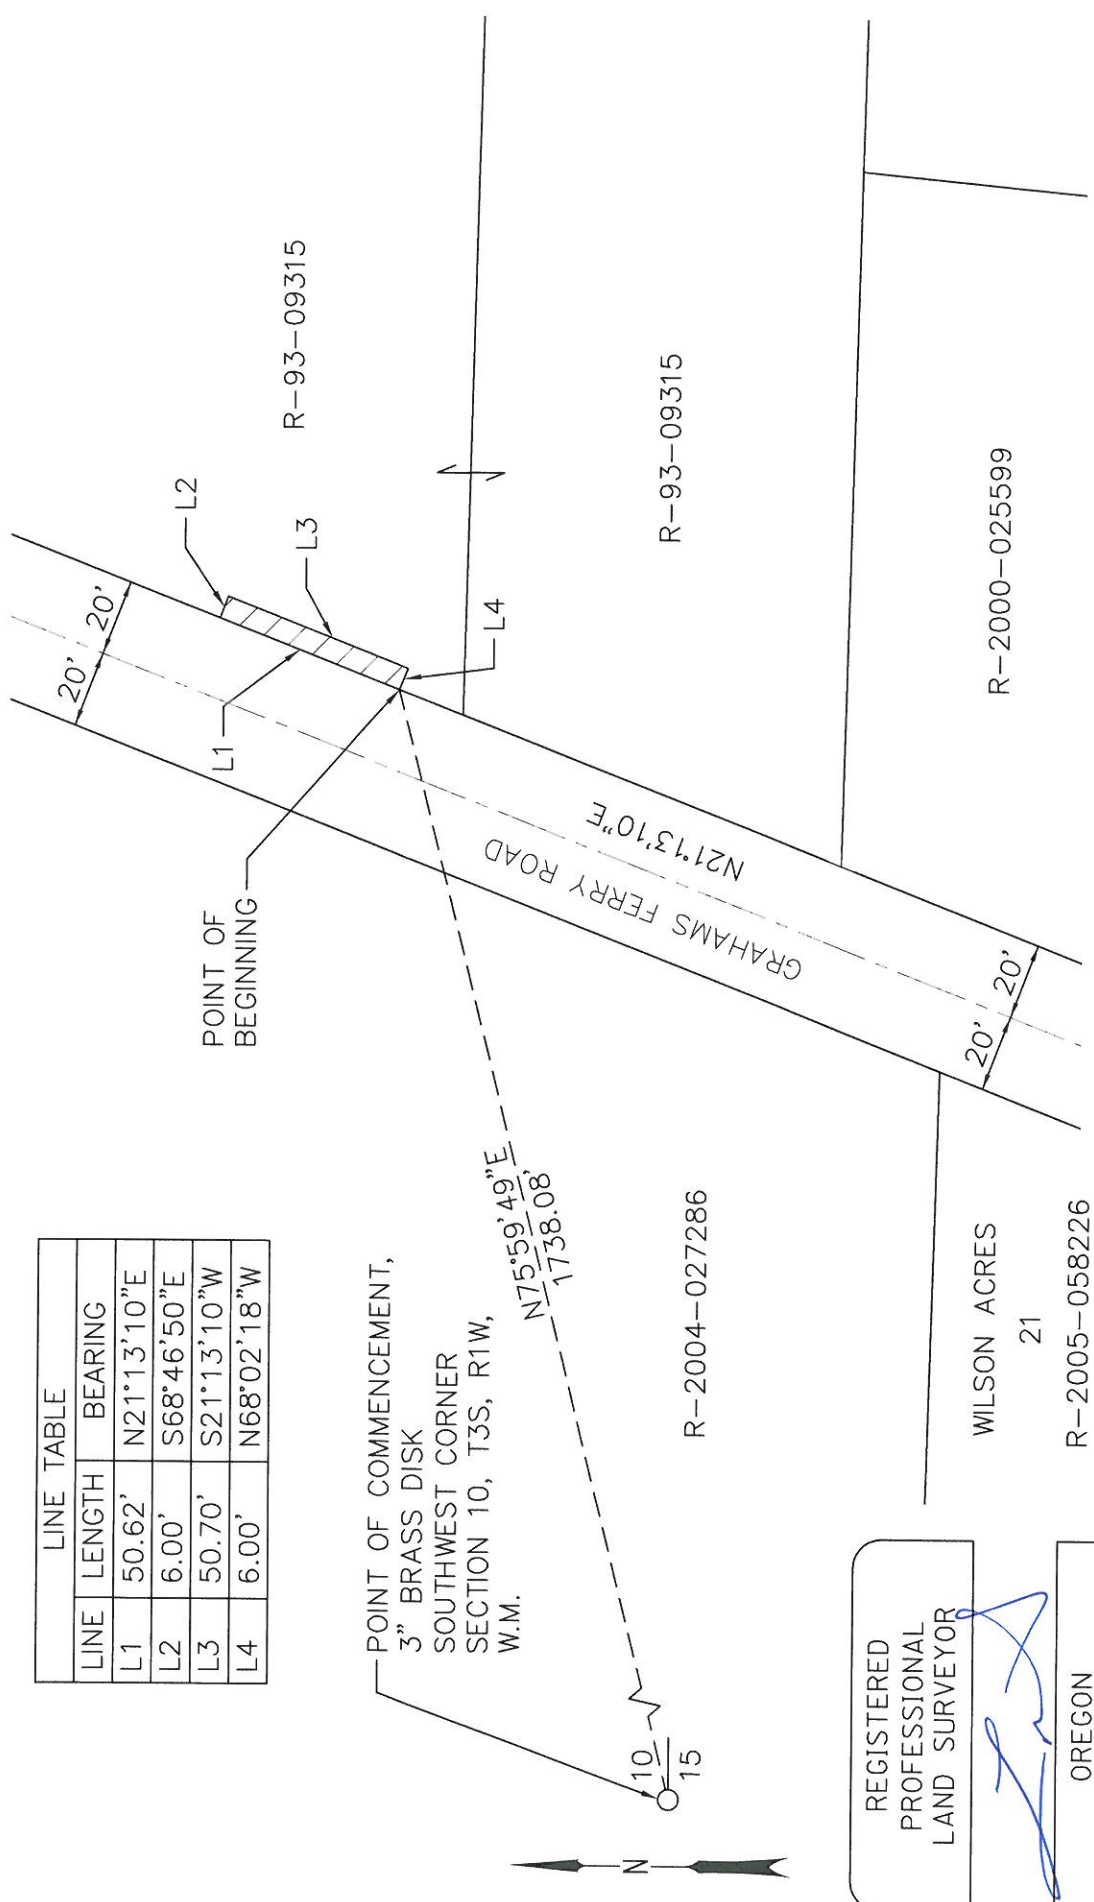 LINE TABLE
LINE LENGTH BEARING
L1 50.62' N21°13'10"E
L2 6.00' S68°46'50"E
L3 50.70' S21°13'10"W
L4 6.00' N68°02'18"W
POINT OF COMMENCEMENT,
3" BRASS DISK
SOUTHWEST CORNER
SECTION 10, T3S, R1W,
W.M.
10
15
N
N75°59'49"E
1738.08'
POINT OF
BEGINNING
L1
L2
L3
L4
20'
20'
R-93-09315
R-93-09315
GRAHAMS FERRY ROAD
N21°13'10"E
R-2004-027286
R-2000-025599
20'
20'
WILSON ACRES
21
R-2005-058226
REGISTERED
PROFESSIONAL
LAND SURVEYOR
OREGON